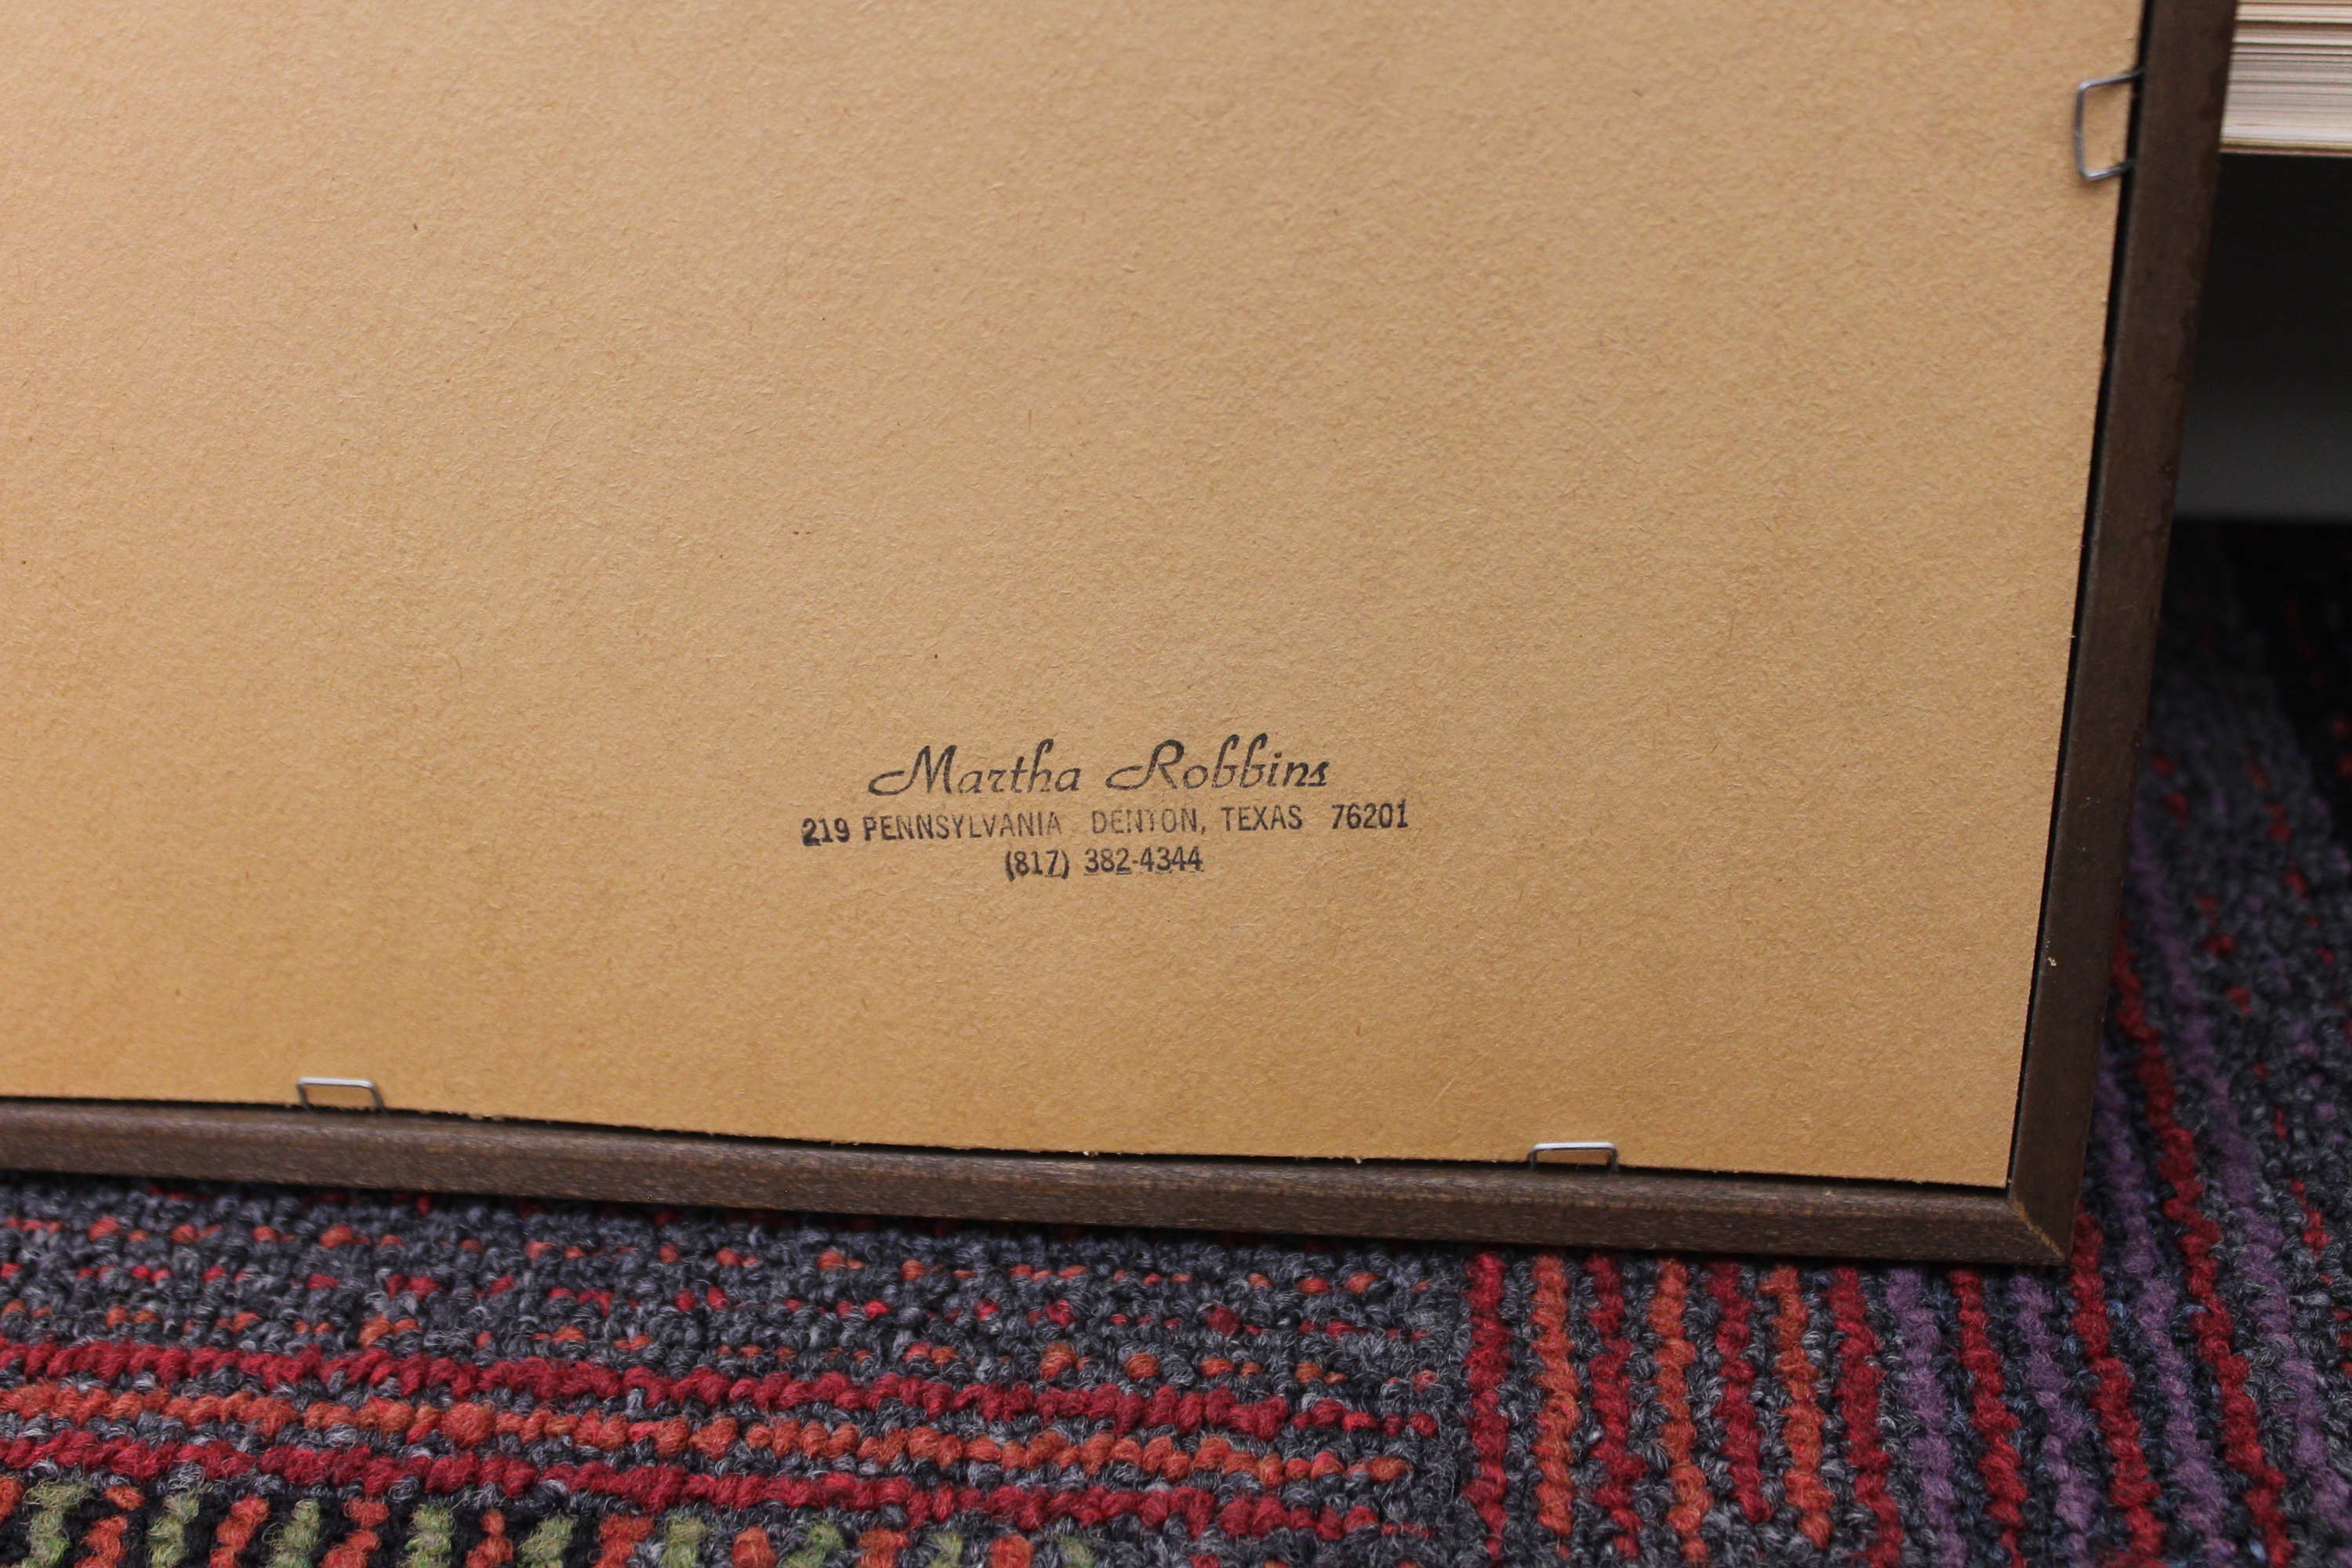 Martha Robbins
219 PENNSYLVANIA DENTON, TEXAS 76201
(817) 382-4344